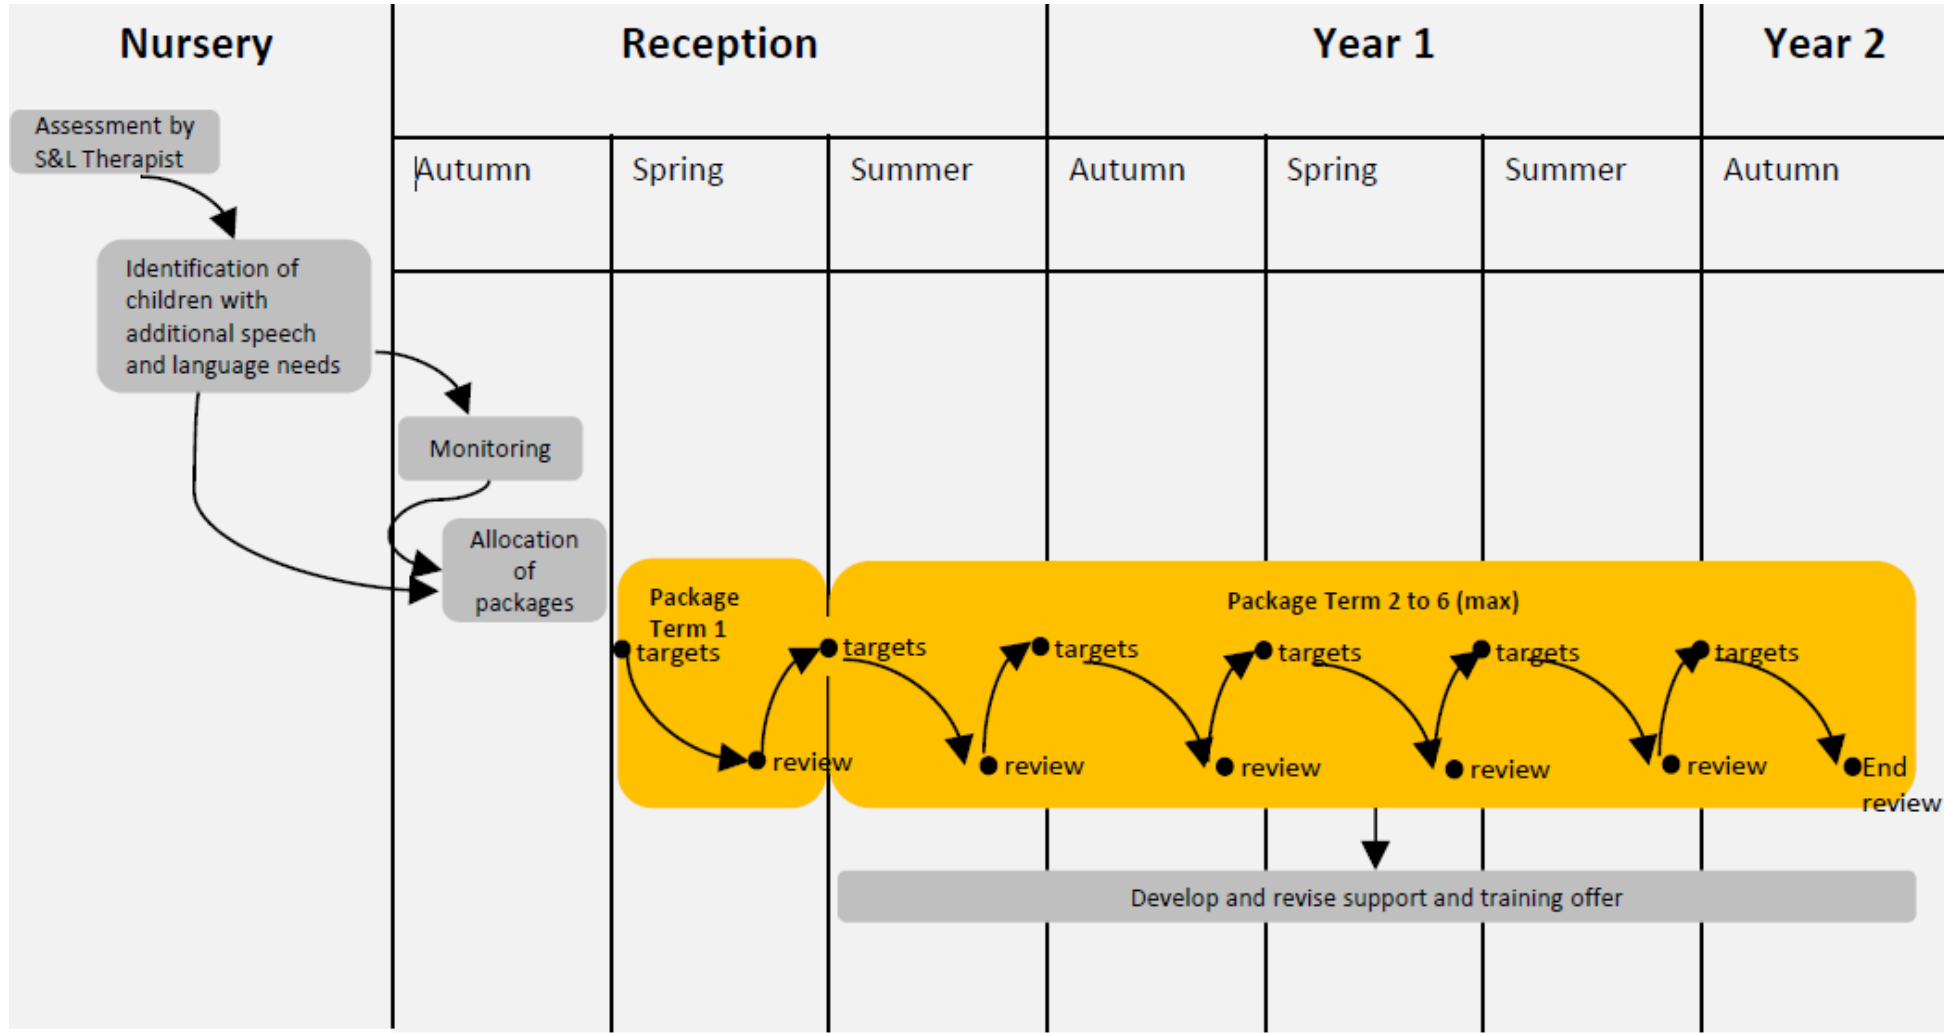 Nursery
Reception
Year 1
Year 2
Assessment by
S&L Therapist
Autumn
Spring
Summer
Autumn
Spring
Summer
Autumn
Identification of
children with
additional speech
and language needs
Monitoring
Allocation
of
packages
Package
Term 1
Package Term 2 to 6 (max)
targets
targets
targets
targets
targets
targets
review
review
review
review
review
End
review
Develop and revise support and training offer